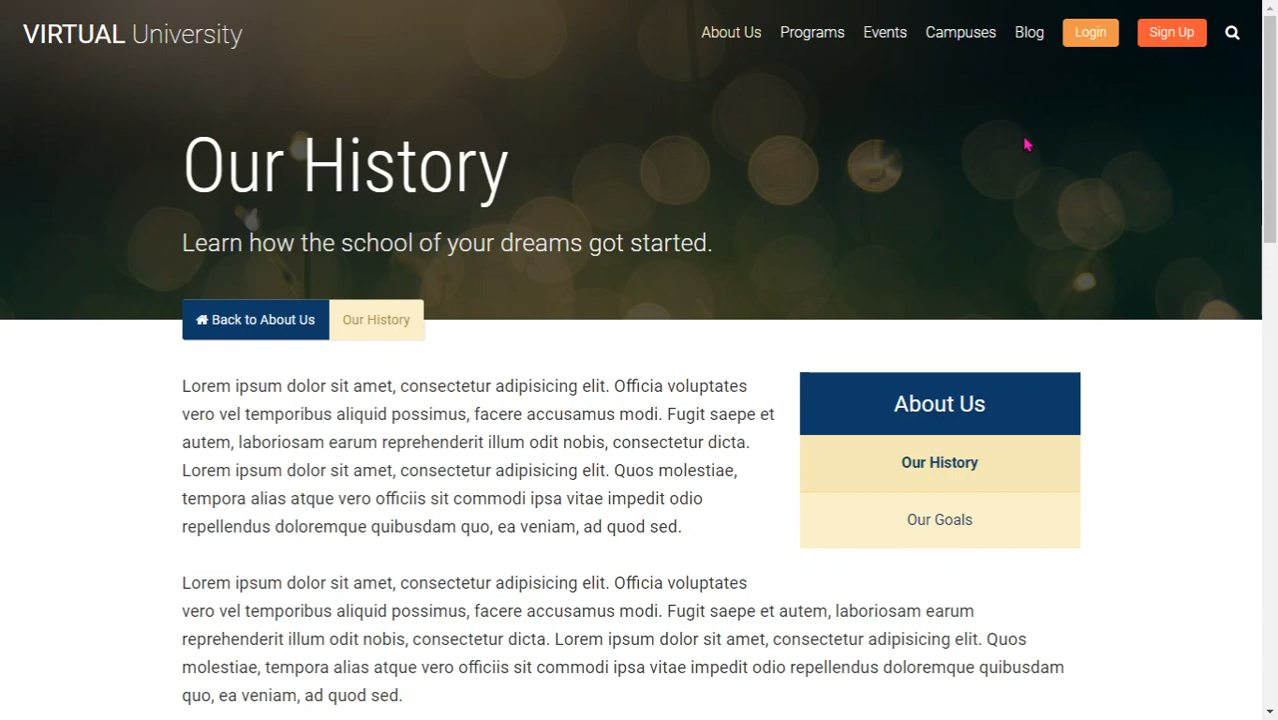 VIRTUAL University
About Us Programs Events Campuses Blog Login Sign Up
Our History
Learn how the school of your dreams got started.
Back to About Us Our History
Lorem ipsum dolor sit amet, consectetur adipisicing elit. Officia voluptates
vero vel temporibus aliquid possimus, facere accusamus modi. Fugit saepe et
autem, laboriosam earum reprehenderit illum odit nobis, consectetur dicta.
Lorem ipsum dolor sit amet, consectetur adipisicing elit. Quos molestiae,
tempora alias atque vero officiis sit commodi ipsa vitae impedit odio
repellendus doloremque quibusdam quo, ea veniam, ad quod sed.
About Us
Our History
Our Goals
Lorem ipsum dolor sit amet, consectetur adipisicing elit. Officia voluptates
vero vel temporibus aliquid possimus, facere accusamus modi. Fugit saepe et autem, laboriosam earum
reprehenderit illum odit nobis, consectetur dicta. Lorem ipsum dolor sit amet, consectetur adipisicing elit. Quos
molestiae, tempora alias atque vero officiis sit commodi ipsa vitae impedit odio repellendus doloremque quibusdam
quo, ea veniam, ad quod sed.